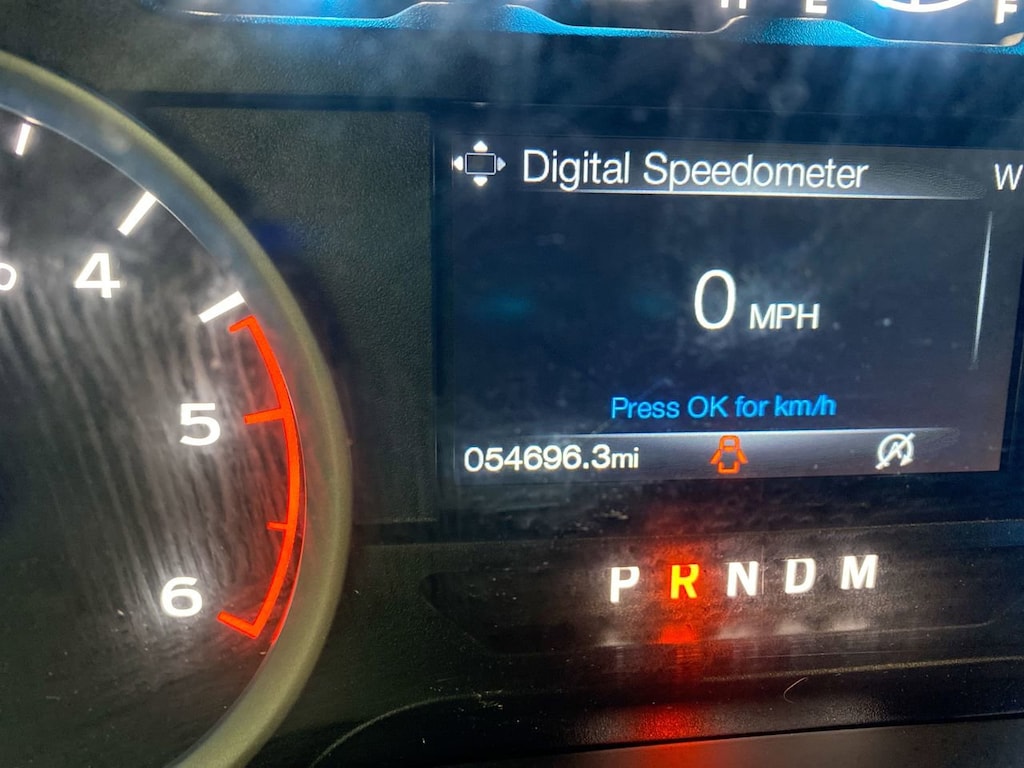 H E F
Digital Speedometer W
4
0 MPH
5
Press OK for km/h
054696.3mi
6
P R N D M